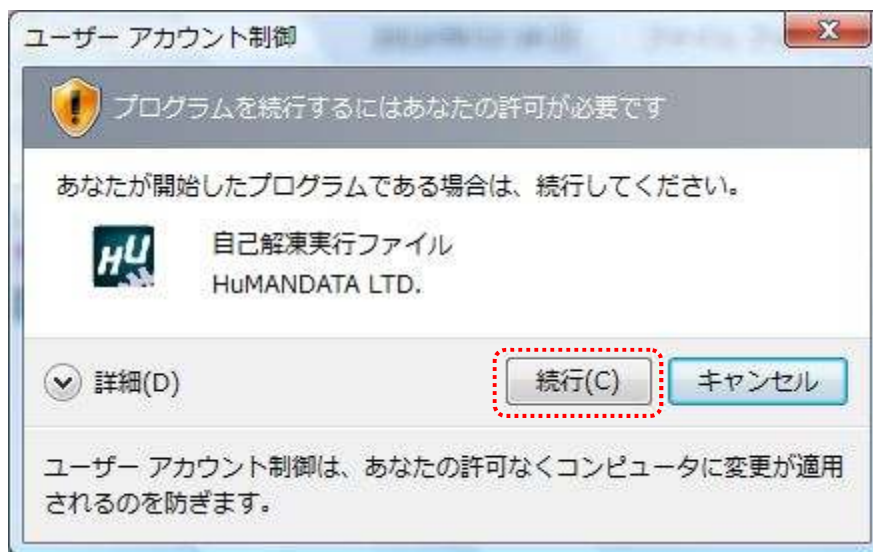 ユーザー アカウント制御
プログラムを続行するにはあなたの許可が必要です
あなたが開始したプログラムである場合は、続行してください。
HU
自己解凍実行ファイル
HuMANDATA LTD.
詳細(D)
続行(C)
キャンセル
ユーザー アカウント制御は、あなたの許可なくコンピュータに変更が適用
されるのを防ぎます。